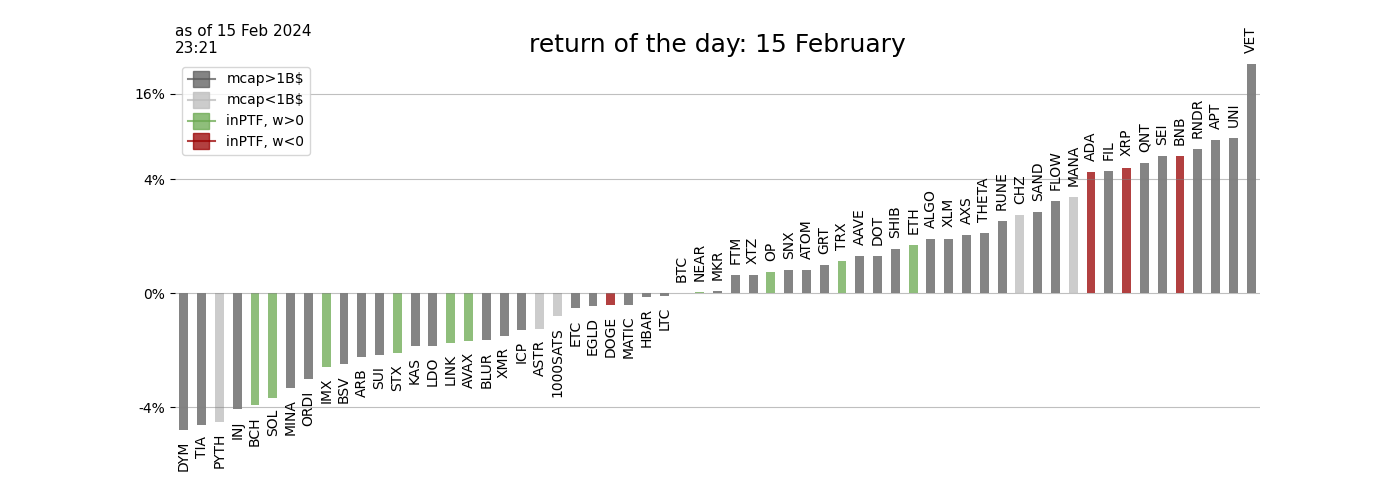 as of 15 Feb 2024
23:21
return of the day: 15 February
mcap>1B$
mcap<1B$
inPTF, w>0
inPTF, w<0
16%
4%
0%
-4%
DYM
TIA
PYTH
INJ
BCH
SOL
MINA
ORDI
IMX
BSV
ARB
SUI
STX
KAS
LDO
LINK
AVAX
BLUR
XMR
ICP
ASTR
1000SATS
ETC
EGLD
DOGE
MATIC
HBAR
LTC
BTC
NEAR
MKR
FTM
XTZ
OP
SNX
ATOM
GRT
TRX
AAVE
DOT
SHIB
ETH
ALGO
XLM
AXS
THETA
RUNE
CHZ
SAND
FLOW
MANA
ADA
FIL
XRP
QNT
SEI
BNB
RNDR
APT
UNI
VET